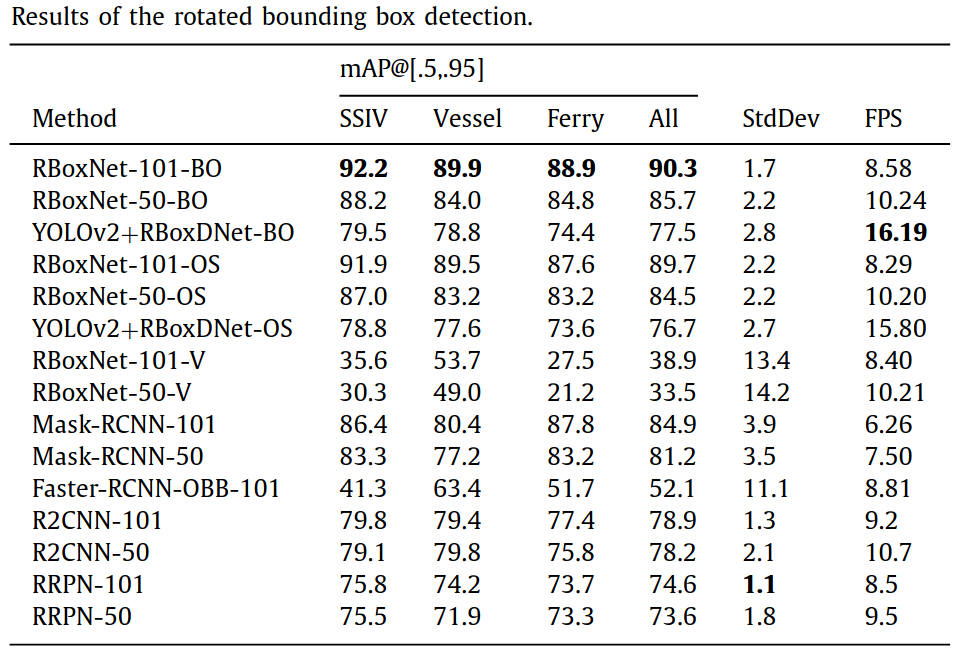 Results of the rotated bounding box detection.
mAP@[.5,.95]
Method SSIV Vessel Ferry All StdDev FPS
RBoxNet-101-BO 92.2 89.9 88.9 90.3 1.7 8.58
RBoxNet-50-BO 88.2 84.0 84.8 85.7 2.2 10.24
YOLOv2+RBoxDNet-BO 79.5 78.8 74.4 77.5 2.8 16.19
RBoxNet-101-OS 91.9 89.5 87.6 89.7 2.2 8.29
RBoxNet-50-OS 87.0 83.2 83.2 84.5 2.2 10.20
YOLOv2+RBoxDNet-OS 78.8 77.6 73.6 76.7 2.7 15.80
RBoxNet-101-V 35.6 53.7 27.5 38.9 13.4 8.40
RBoxNet-50-V 30.3 49.0 21.2 33.5 14.2 10.21
Mask-RCNN-101 86.4 80.4 87.8 84.9 3.9 6.26
Mask-RCNN-50 83.3 77.2 83.2 81.2 3.5 7.50
Faster-RCNN-OBB-101 41.3 63.4 51.7 52.1 11.1 8.81
R2CNN-101 79.8 79.4 77.4 78.9 1.3 9.2
R2CNN-50 79.1 79.8 75.8 78.2 2.1 10.7
RRPN-101 75.8 74.2 73.7 74.6 1.1 8.5
RRPN-50 75.5 71.9 73.3 73.6 1.8 9.5